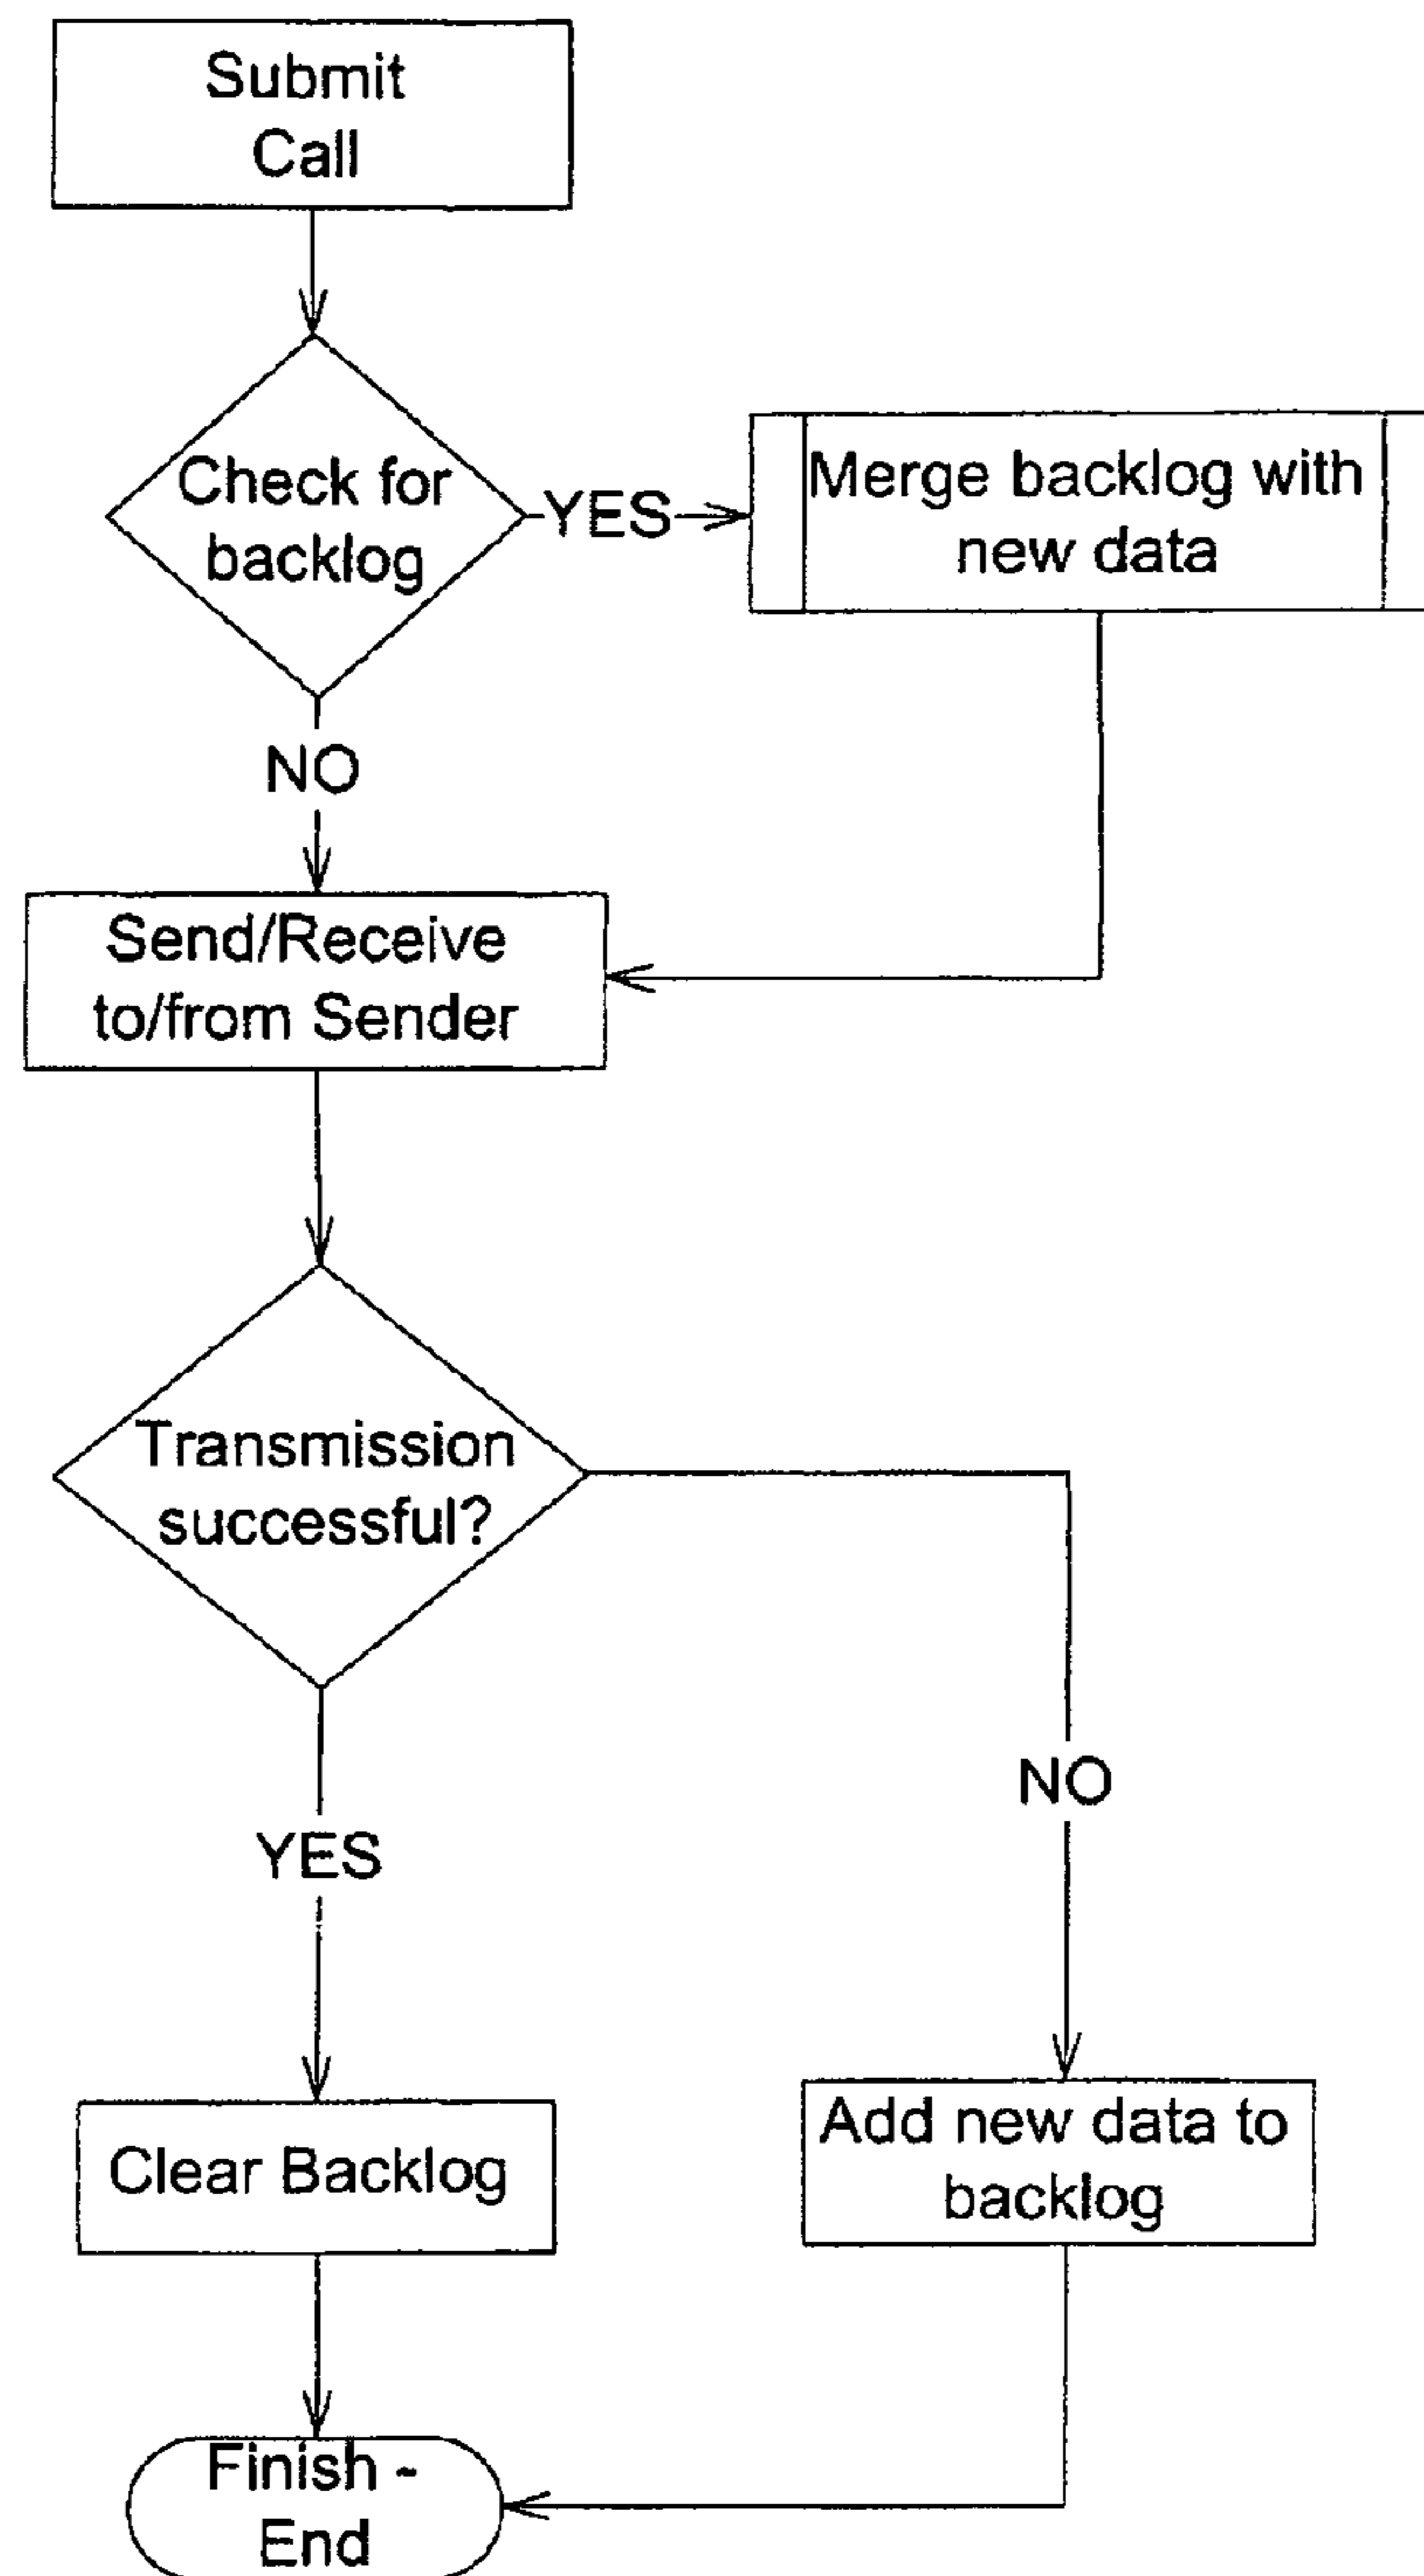 Submit
Call
Check for
backlog
YES
Merge backlog with
new data
NO
Send/Receive
to/from Sender
Transmission
successful?
NO
YES
Clear Backlog
Add new data to
backlog
Finish -
End